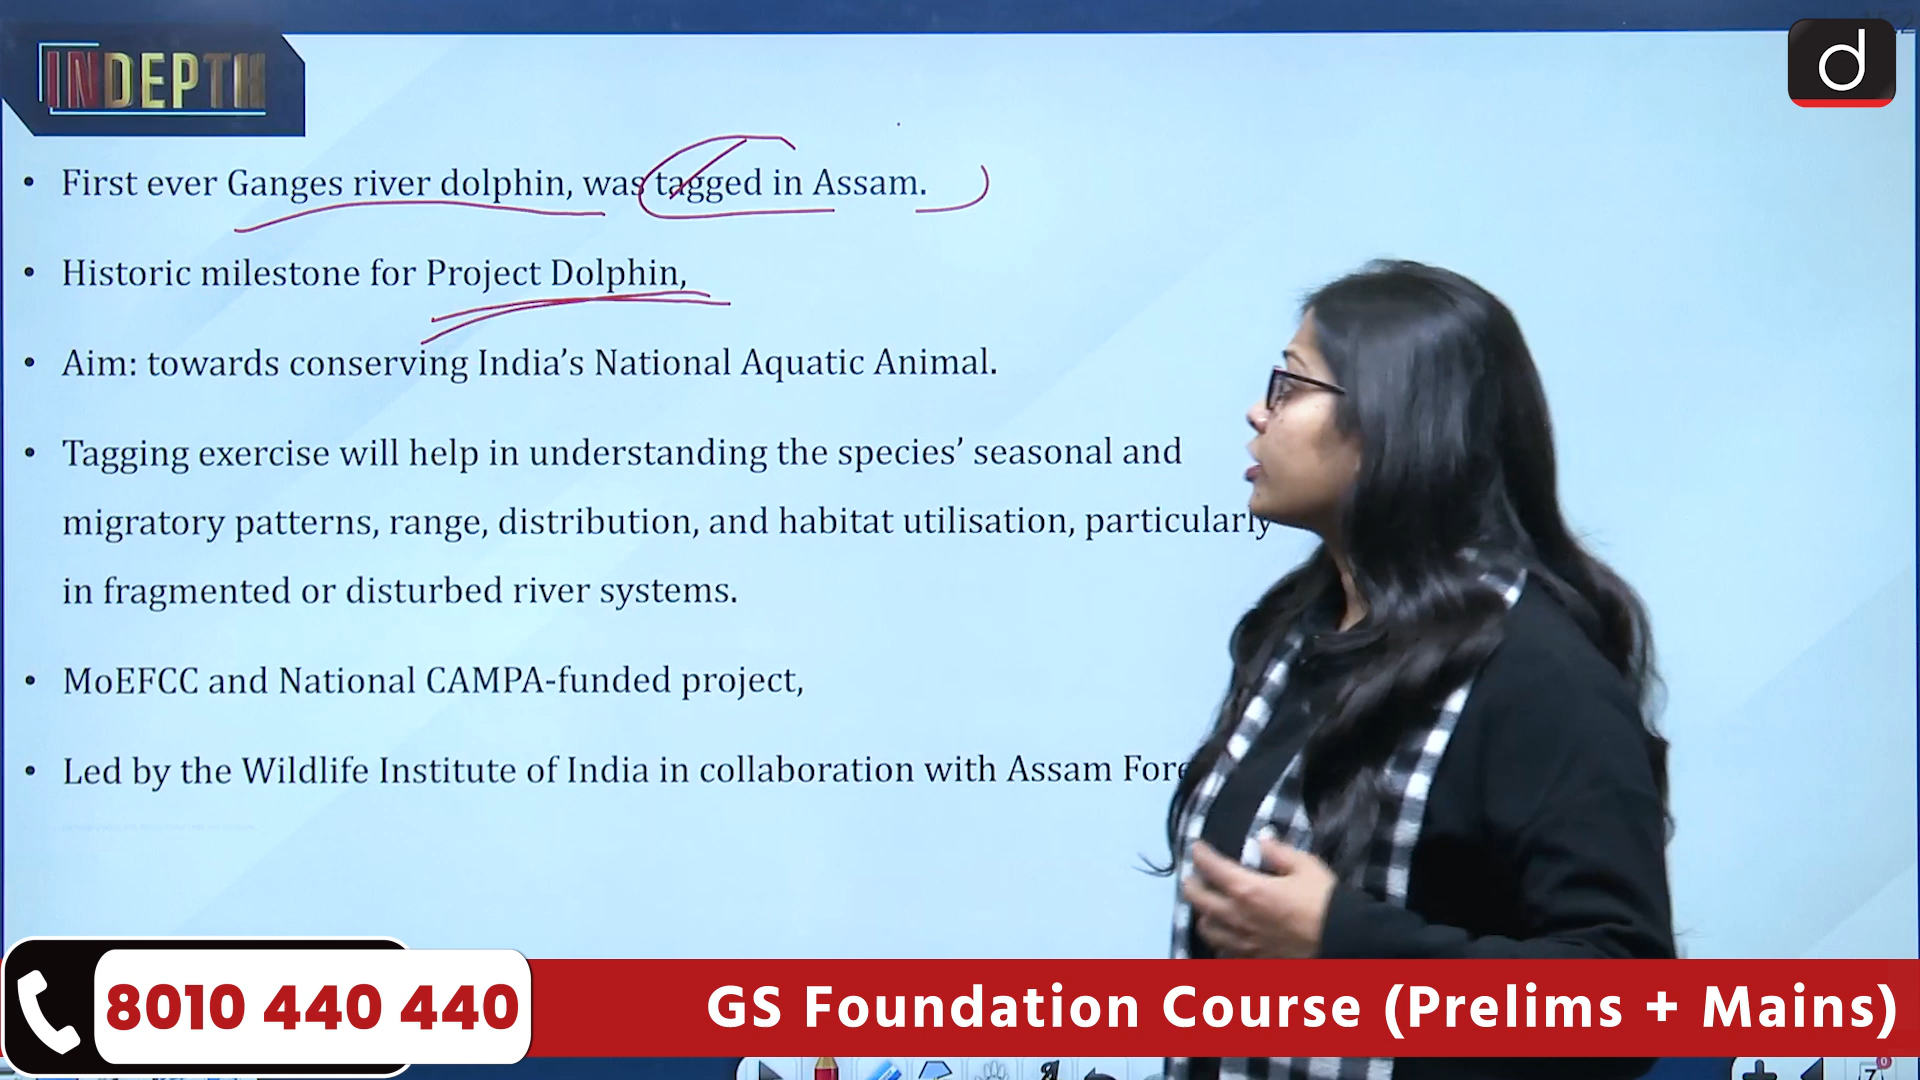 INDEPTH
d
• First ever Ganges river dolphin, was tagged in Assam.
• Historic milestone for Project Dolphin,
• Aim: towards conserving India’s National Aquatic Animal.
• Tagging exercise will help in understanding the species’ seasonal and
migratory patterns, range, distribution, and habitat utilisation, particularly
in fragmented or disturbed river systems.
• MoEFCC and National CAMPA-funded project,
• Led by the Wildlife Institute of India in collaboration with Assam
8010 440 440
GS Foundation Course (Prelims + Mains)